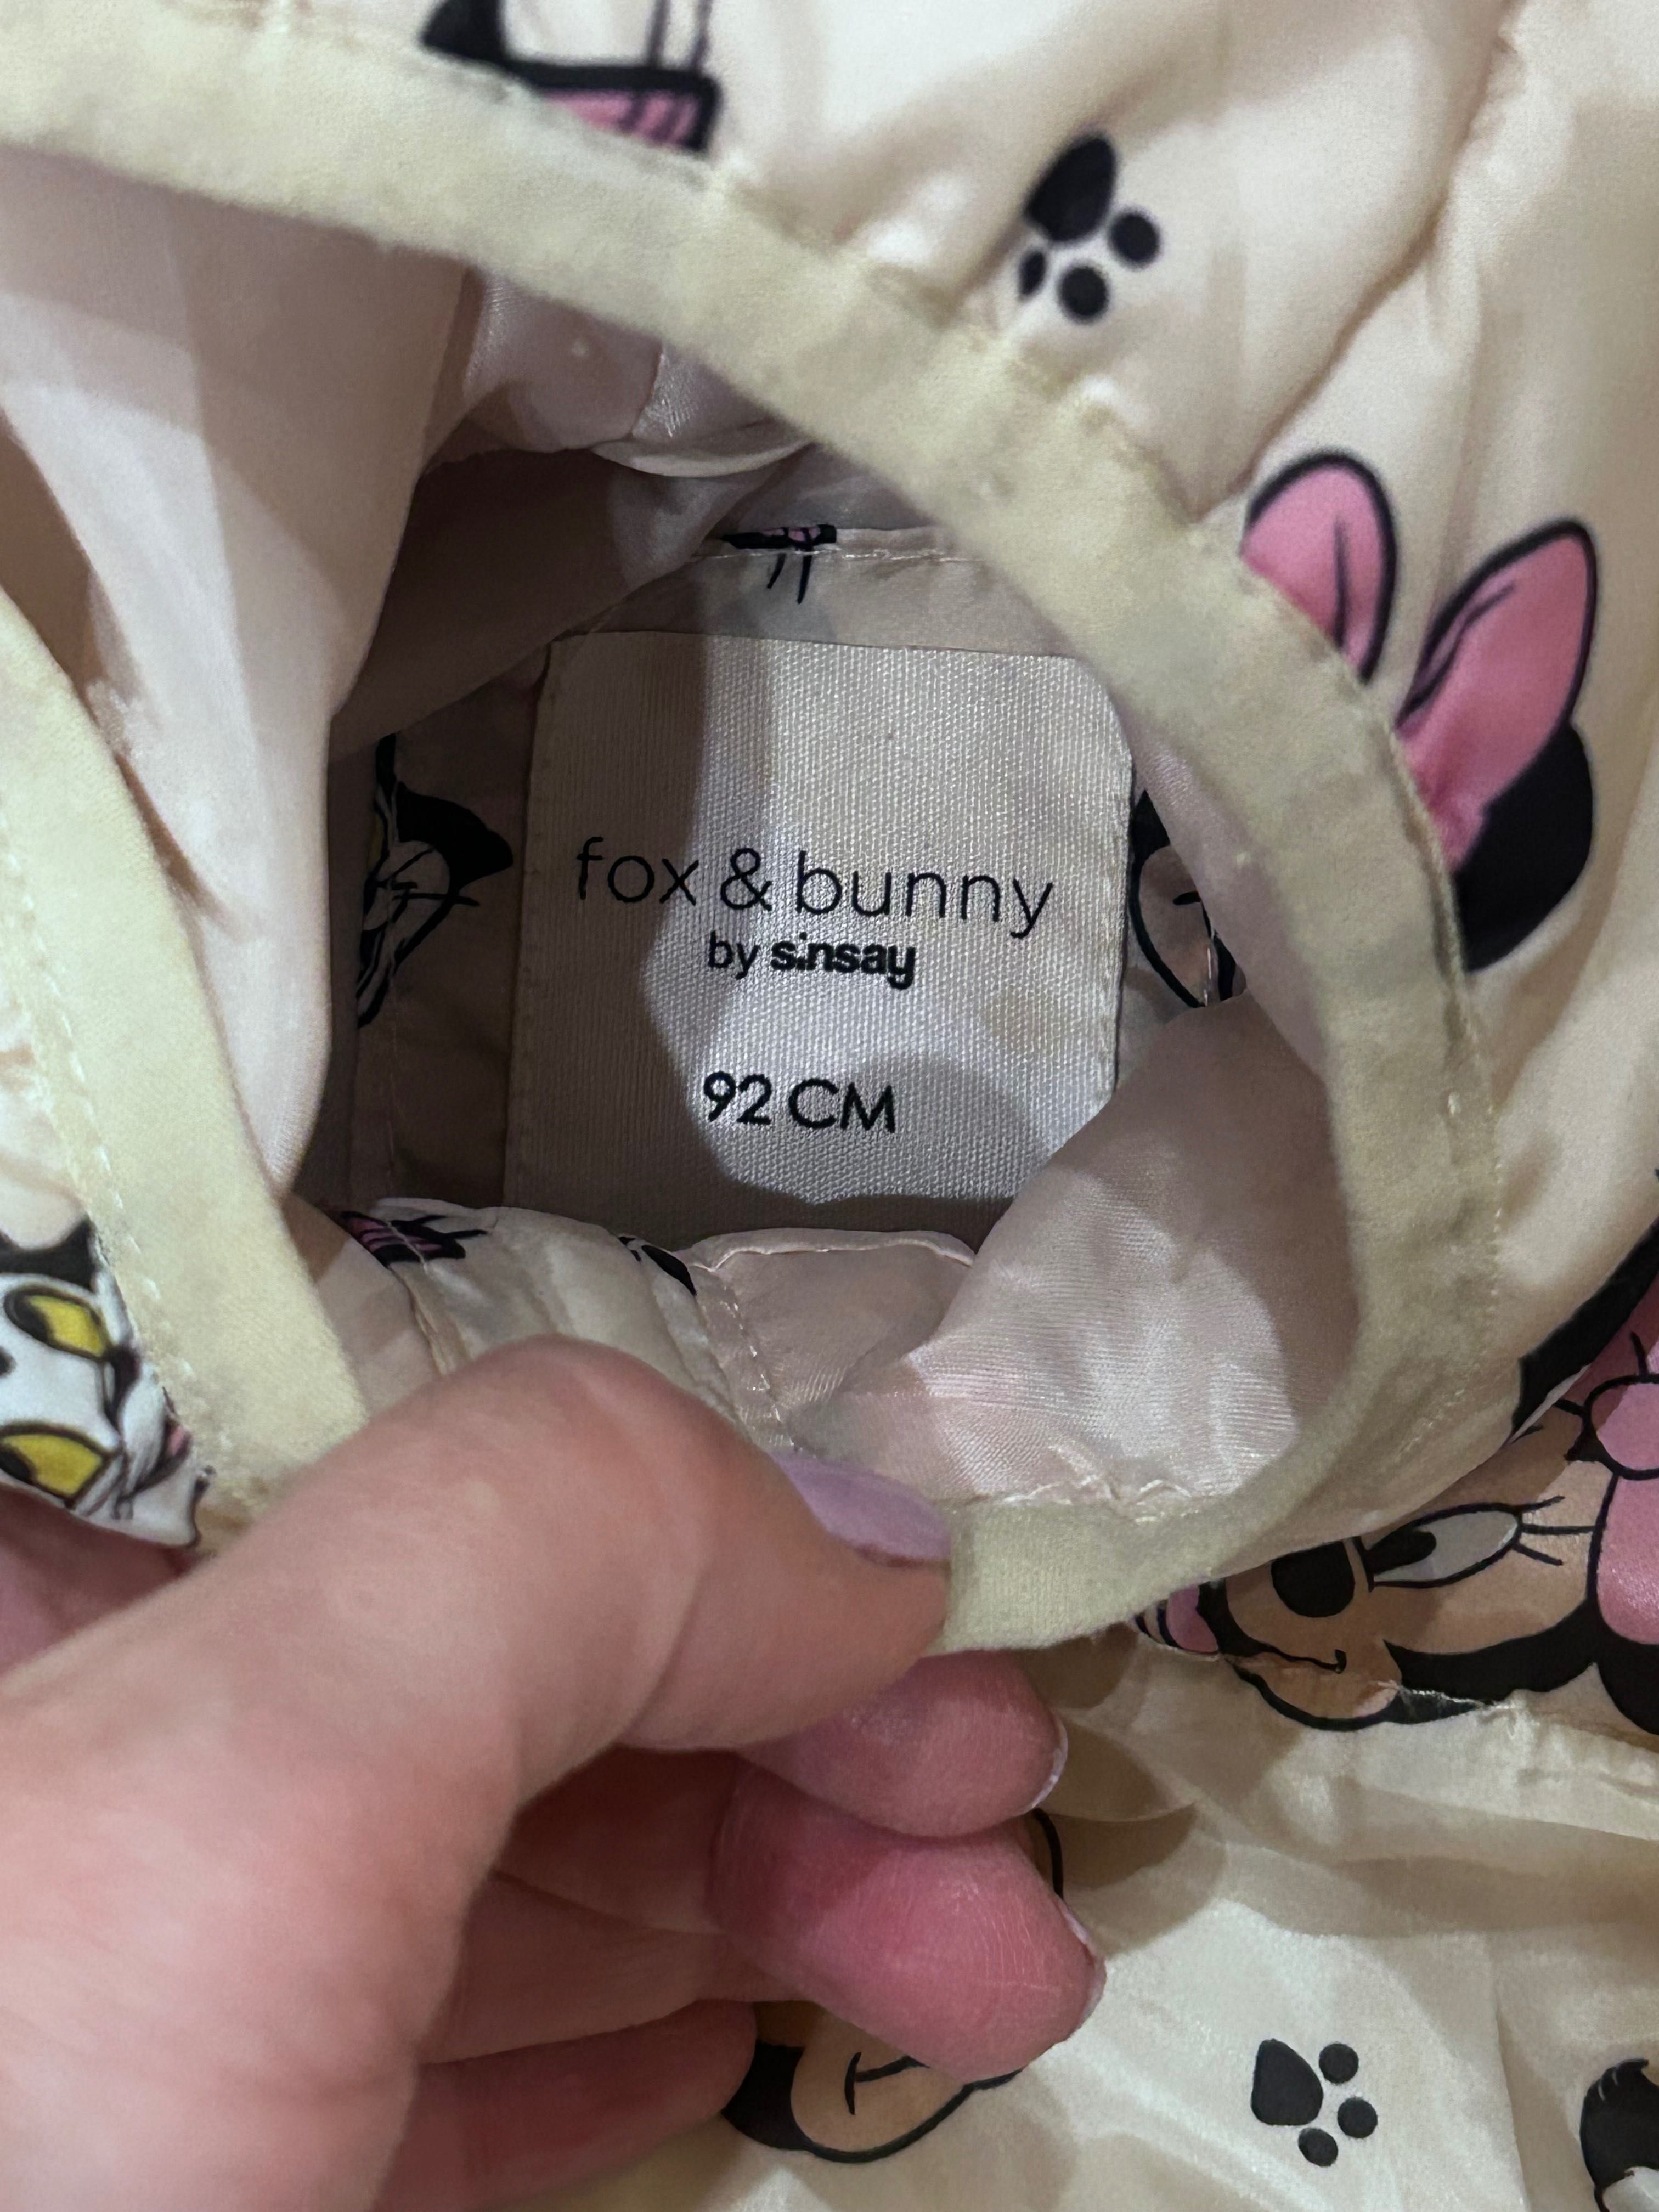 fox & bunny
by sinsay
92 CM